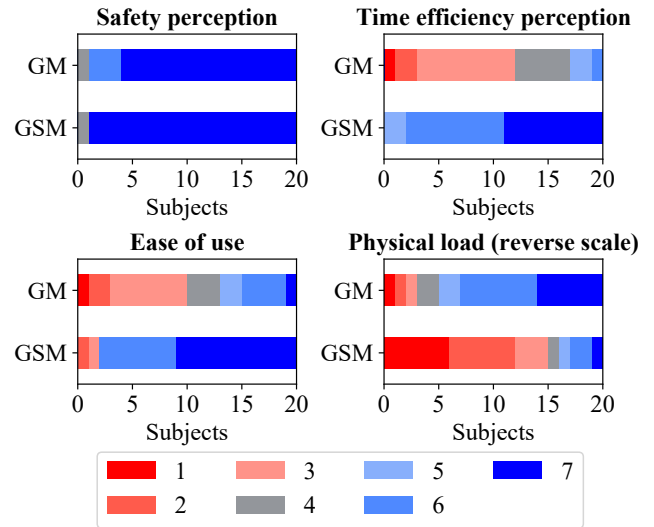 Safety perception
GM
GSM
0 5 10 15 20
Subjects
Time efficiency perception
GM
GSM
0 5 10 15 20
Subjects
Ease of use
GM
GSM
0 5 10 15 20
Subjects
Physical load (reverse scale)
GM
GSM
0 5 10 15 20
Subjects
1 3 5 7
2 4 6